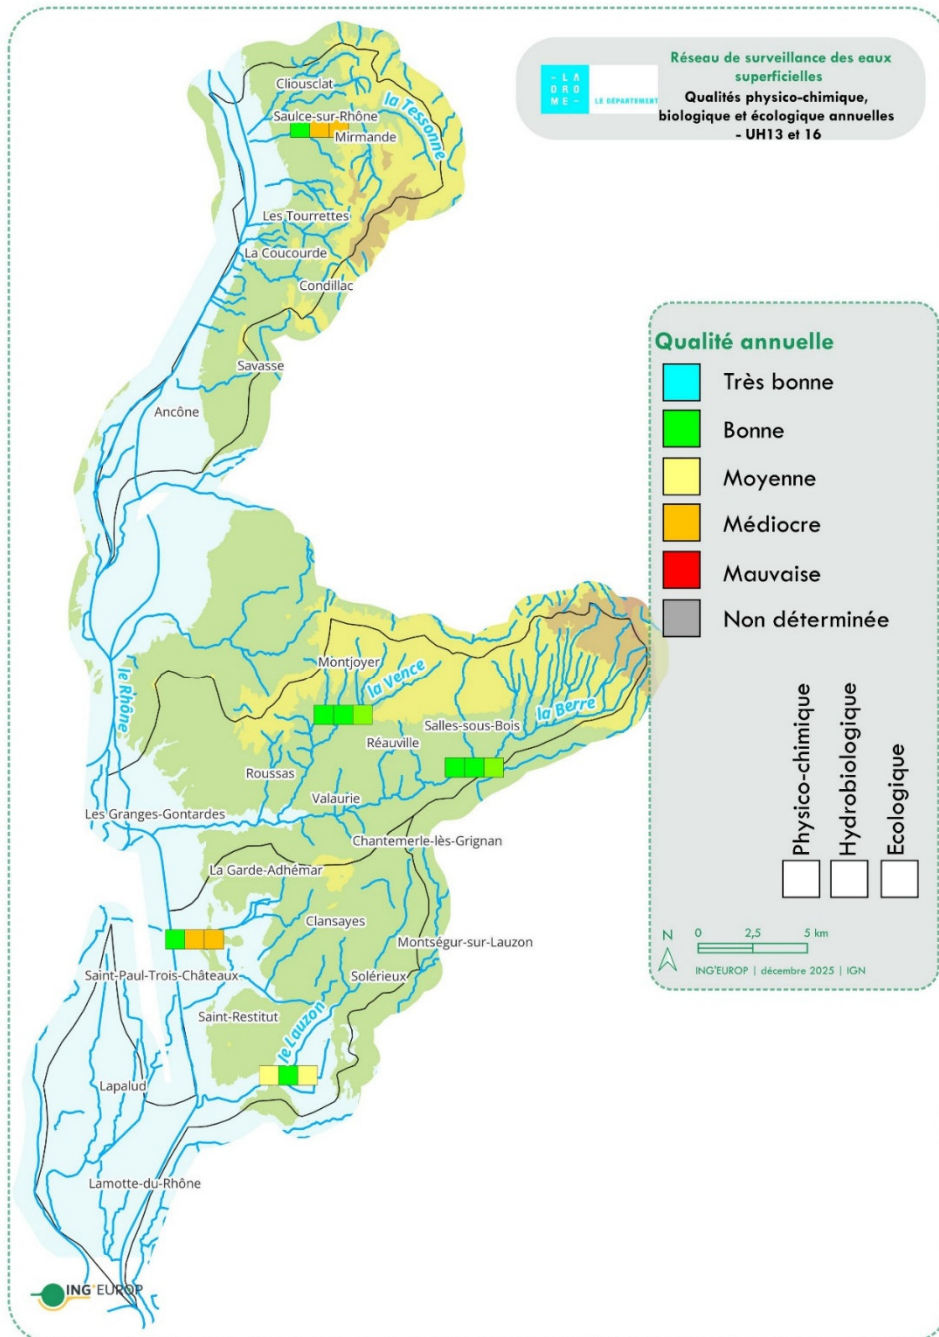 Réseau de surveillance des eaux
superficielles
Qualités physico-chimique,
biologique et écologique annuelles
- UH13 et 16
- L A
D R O
M E -
LE DÉPARTEMENT
Cliousclat
la Tessonne
Saulce-sur-Rhône
Mirmande
Les Tourrettes
La Coucourde
Condillac
Savasse
Ancône
Qualité annuelle
Très bonne
Bonne
Moyenne
Médiocre
Mauvaise
Non déterminée
Montjoyer
la Vence
le Rhône
Salles-sous-Bois
la Berre
Réauville
Roussas
Valaurie
Les Granges-Gontardes
Chantemerle-lès-Grignan
La Garde-Adhémar
Clansayes
Montségur-sur-Lauzon
Saint-Paul-Trois-Châteaux
Solérieux
Saint-Restitut
le Lauzon
Lapalud
Lamotte-du-Rhône
Physico-chimique
Hydrobiologique
Ecologique
N
0 2,5 5 km
ING'EUROP | décembre 2025 | IGN
ING'EUROP